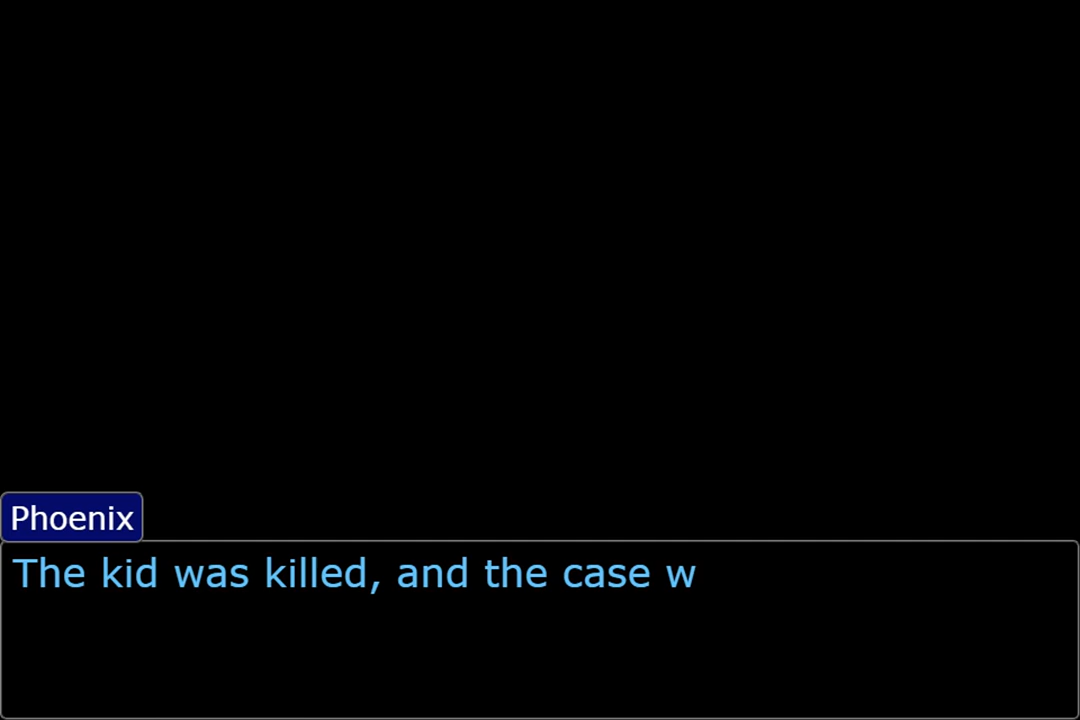 Phoenix
The kid was killed, and the case w